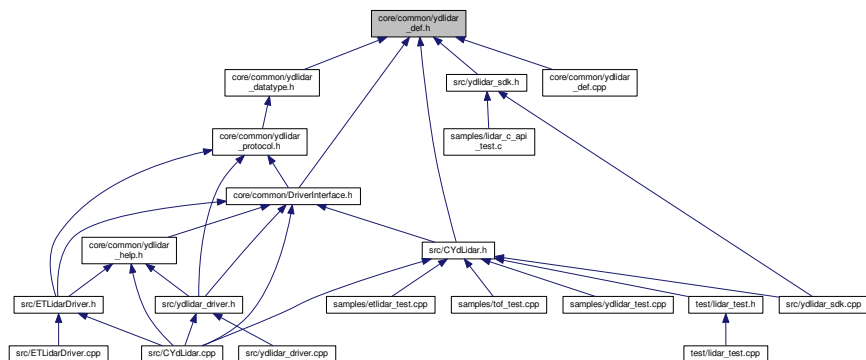 core/common/ydlidar
_def.h
core/common/ydlidar
_datatype.h
src/ydlidar_sdk.h
core/common/ydlidar
_def.cpp
core/common/ydlidar
_protocol.h
samples/lidar_c_api
_test.c
core/common/DriverInterface.h
core/common/ydlidar
_help.h
src/CYdLidar.h
src/ETLidarDriver.h
src/ydlidar_driver.h
samples/etlidar_test.cpp
samples/tof_test.cpp
samples/ydlidar_test.cpp
test/lidar_test.h
src/ydlidar_sdk.cpp
src/ETLidarDriver.cpp
src/CYdLidar.cpp
src/ydlidar_driver.cpp
test/lidar_test.cpp